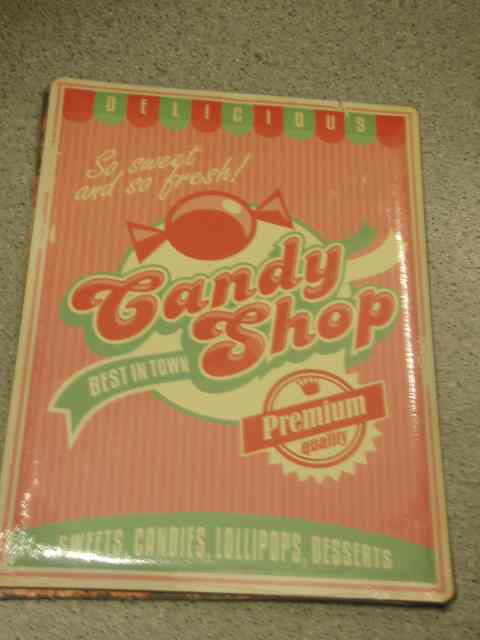 DELICIOUS
So sweet
and so fresh!
Candy
Shop
BEST IN TOWN
Premium
quality
SWEETS, CANDIES, LOLLIPOPS, DESSERTS